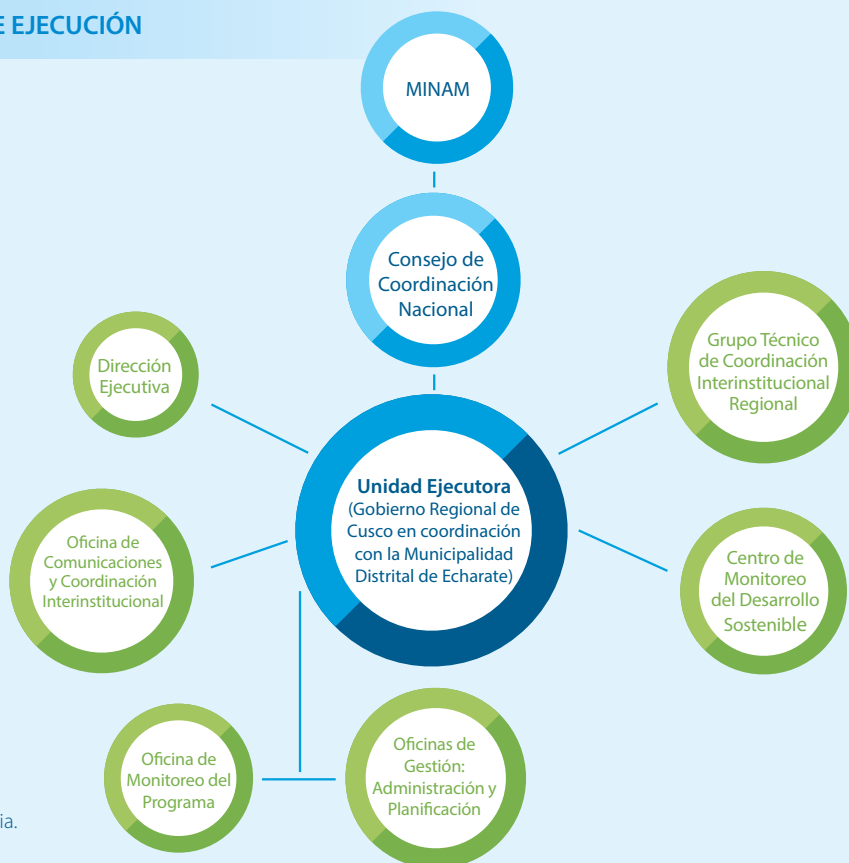 E EJECUCIÓN
MINAM
Consejo de
Coordinación
Nacional
Dirección
Ejecutiva
Grupo Técnico
de Coordinación
Interinstitucional
Regional
Unidad Ejecutora
(Gobierno Regional de
Cusco en coordinación
con la Municipalidad
Distrital de Echarate)
Oficina de
Comunicaciones
y Coordinación
Interinstitucional
Centro de
Monitoreo
del Desarrollo
Sostenible
Oficina de
Monitoreo del
Programa
Oficinas de
Gestión:
Administración y
Planificación
ia.